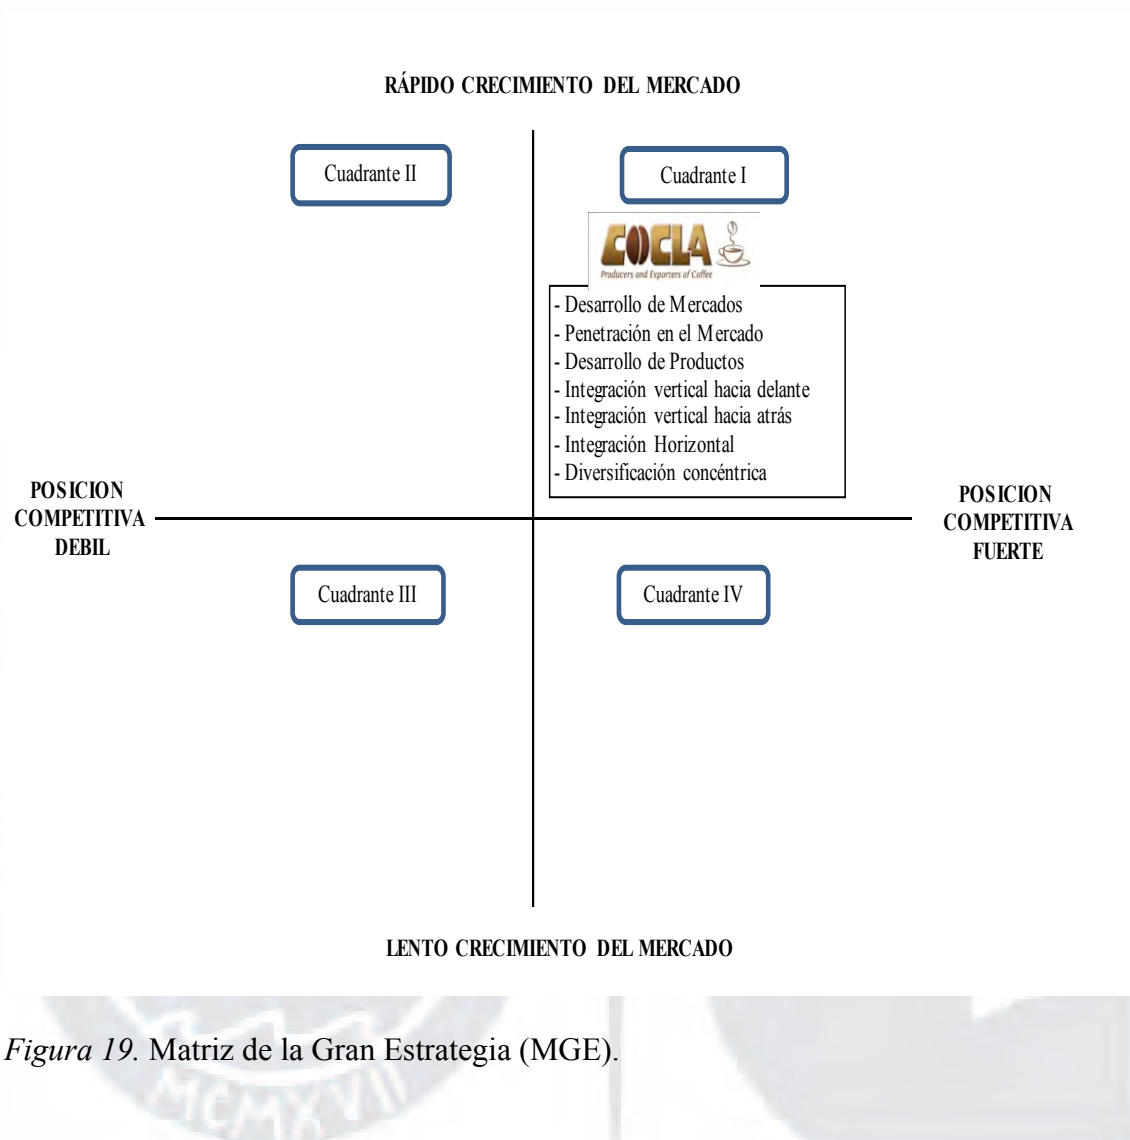 RÁPIDO CRECIMIENTO DEL MERCADO
Cuadrante II
Cuadrante I
COCLA
Producers and Exporters of Coffee
- Desarrollo de Mercados
- Penetración en el Mercado
- Desarrollo de Productos
- Integración vertical hacia delante
- Integración vertical hacia atrás
- Integración Horizontal
- Diversificación concéntrica
POSICION
COMPETITIVA
DEBIL
POSICION
COMPETITIVA
FUERTE
Cuadrante III
Cuadrante IV
LENTO CRECIMIENTO DEL MERCADO
Figura 19. Matriz de la Gran Estrategia (MGE).
MCMXVII